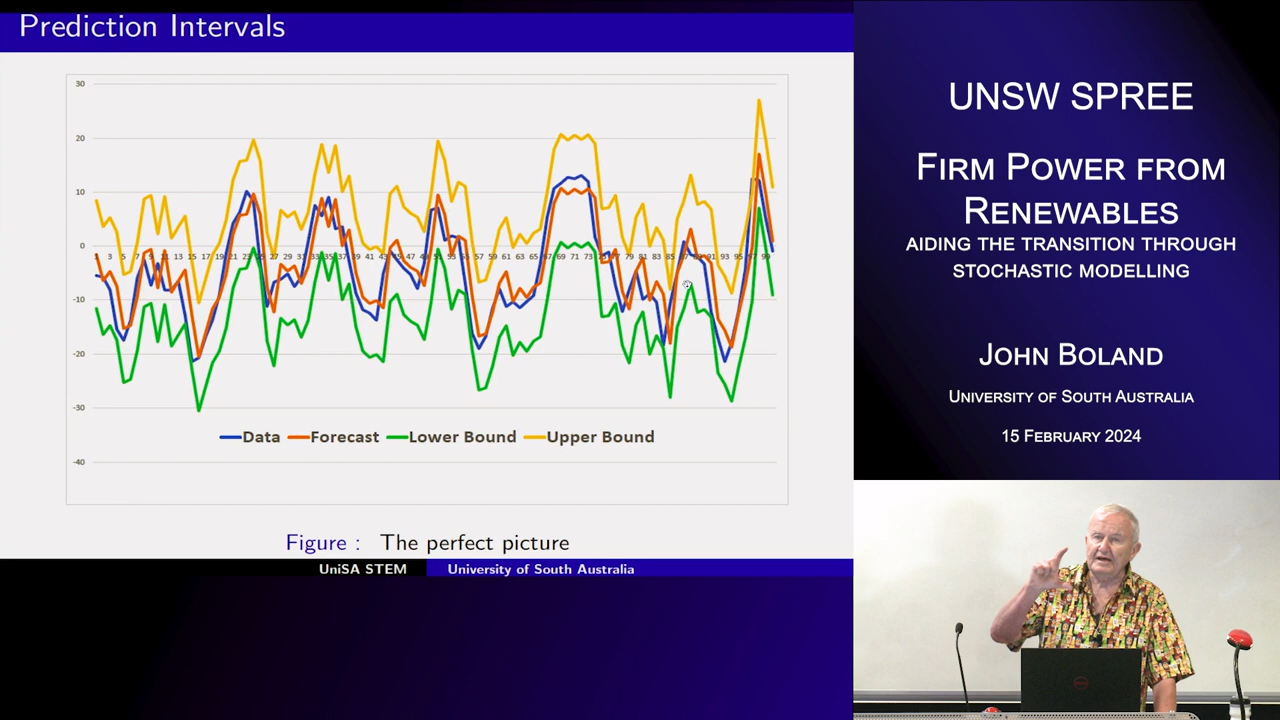 Prediction Intervals
30
20
10
0
-10
-20
-30
-40
Data Forecast Lower Bound Upper Bound
Figure : The perfect picture
UniSA STEM University of South Australia
UNSW SPREE
FIRM POWER FROM
RENEWABLES
AIDING THE TRANSITION THROUGH
STOCHASTIC MODELLING
JOHN BOLAND
UNIVERSITY OF SOUTH AUSTRALIA
15 FEBRUARY 2024
DELL